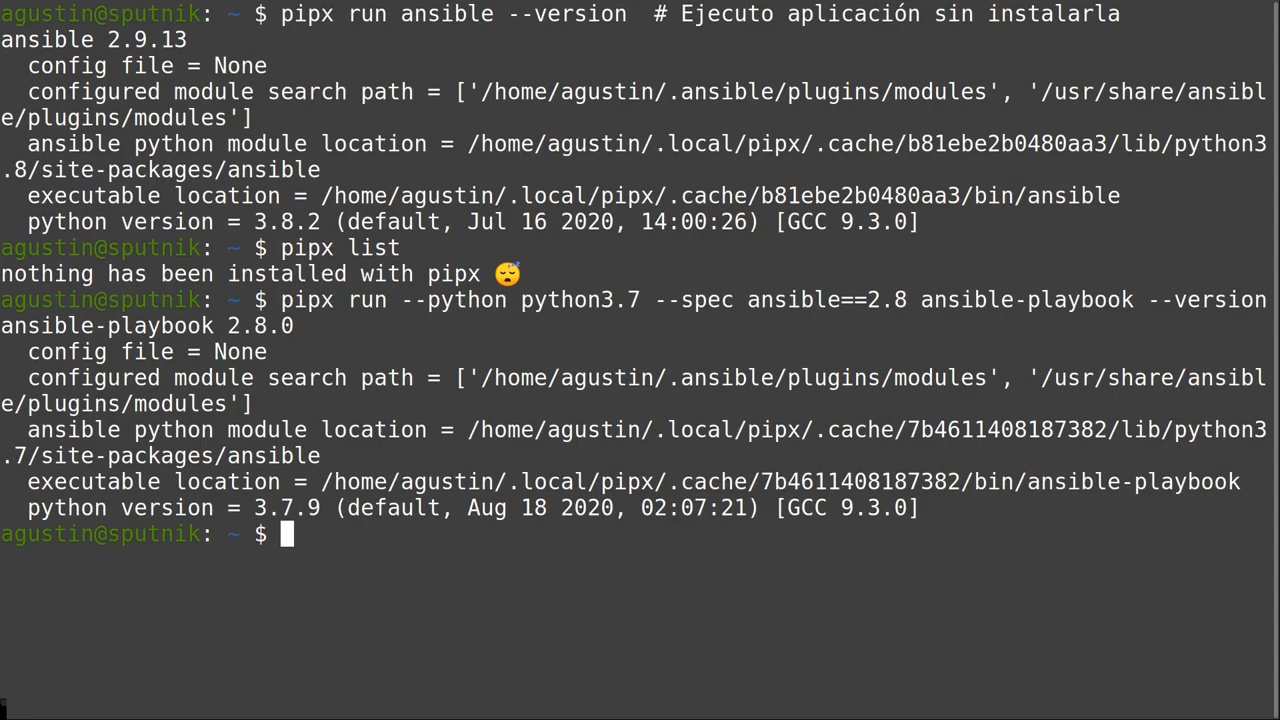 agustin@sputnik: ~ $ pipx run ansible --version  # Ejecuto aplicación sin instalarla
ansible 2.9.13
  config file = None
  configured module search path = ['/home/agustin/.ansible/plugins/modules', '/usr/share/ansibl
e/plugins/modules']
  ansible python module location = /home/agustin/.local/pipx/.cache/b81ebe2b0480aa3/lib/python3
.8/site-packages/ansible
  executable location = /home/agustin/.local/pipx/.cache/b81ebe2b0480aa3/bin/ansible
  python version = 3.8.2 (default, Jul 16 2020, 14:00:26) [GCC 9.3.0]
agustin@sputnik: ~ $ pipx list
nothing has been installed with pipx 😴
agustin@sputnik: ~ $ pipx run --python python3.7 --spec ansible==2.8 ansible-playbook --version
ansible-playbook 2.8.0
  config file = None
  configured module search path = ['/home/agustin/.ansible/plugins/modules', '/usr/share/ansibl
e/plugins/modules']
  ansible python module location = /home/agustin/.local/pipx/.cache/7b4611408187382/lib/python3
.7/site-packages/ansible
  executable location = /home/agustin/.local/pipx/.cache/7b4611408187382/bin/ansible-playbook
  python version = 3.7.9 (default, Aug 18 2020, 02:07:21) [GCC 9.3.0]
agustin@sputnik: ~ $